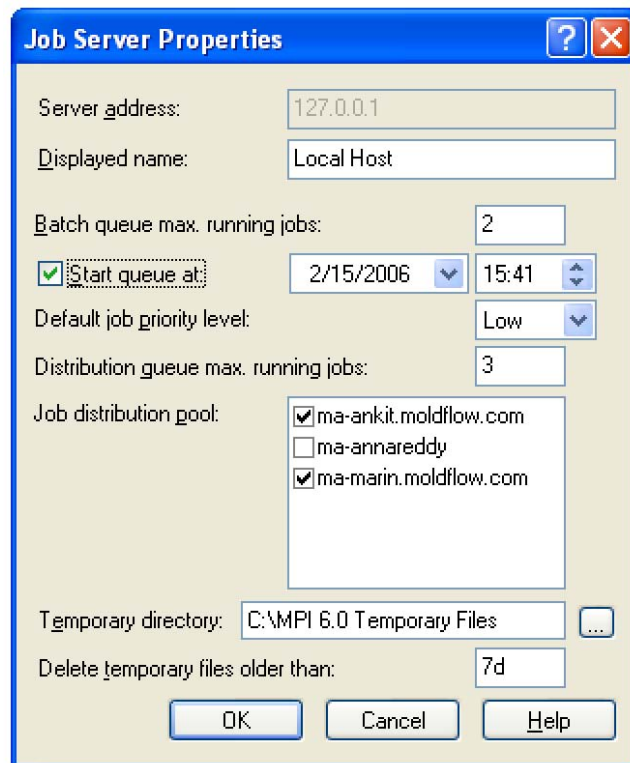 Job Server Properties
Server address: 127.0.0.1
Displayed name: Local Host
Batch queue max. running jobs: 2
Start queue at: 2/15/2006 15:41
Default job priority level: Low
Distribution queue max. running jobs: 3
Job distribution pool: ma-ankit.moldflow.com
ma-annareddy
ma-marin.moldflow.com
Temporary directory: C:\MPI 6.0 Temporary Files ...
Delete temporary files older than: 7d
OK Cancel Help